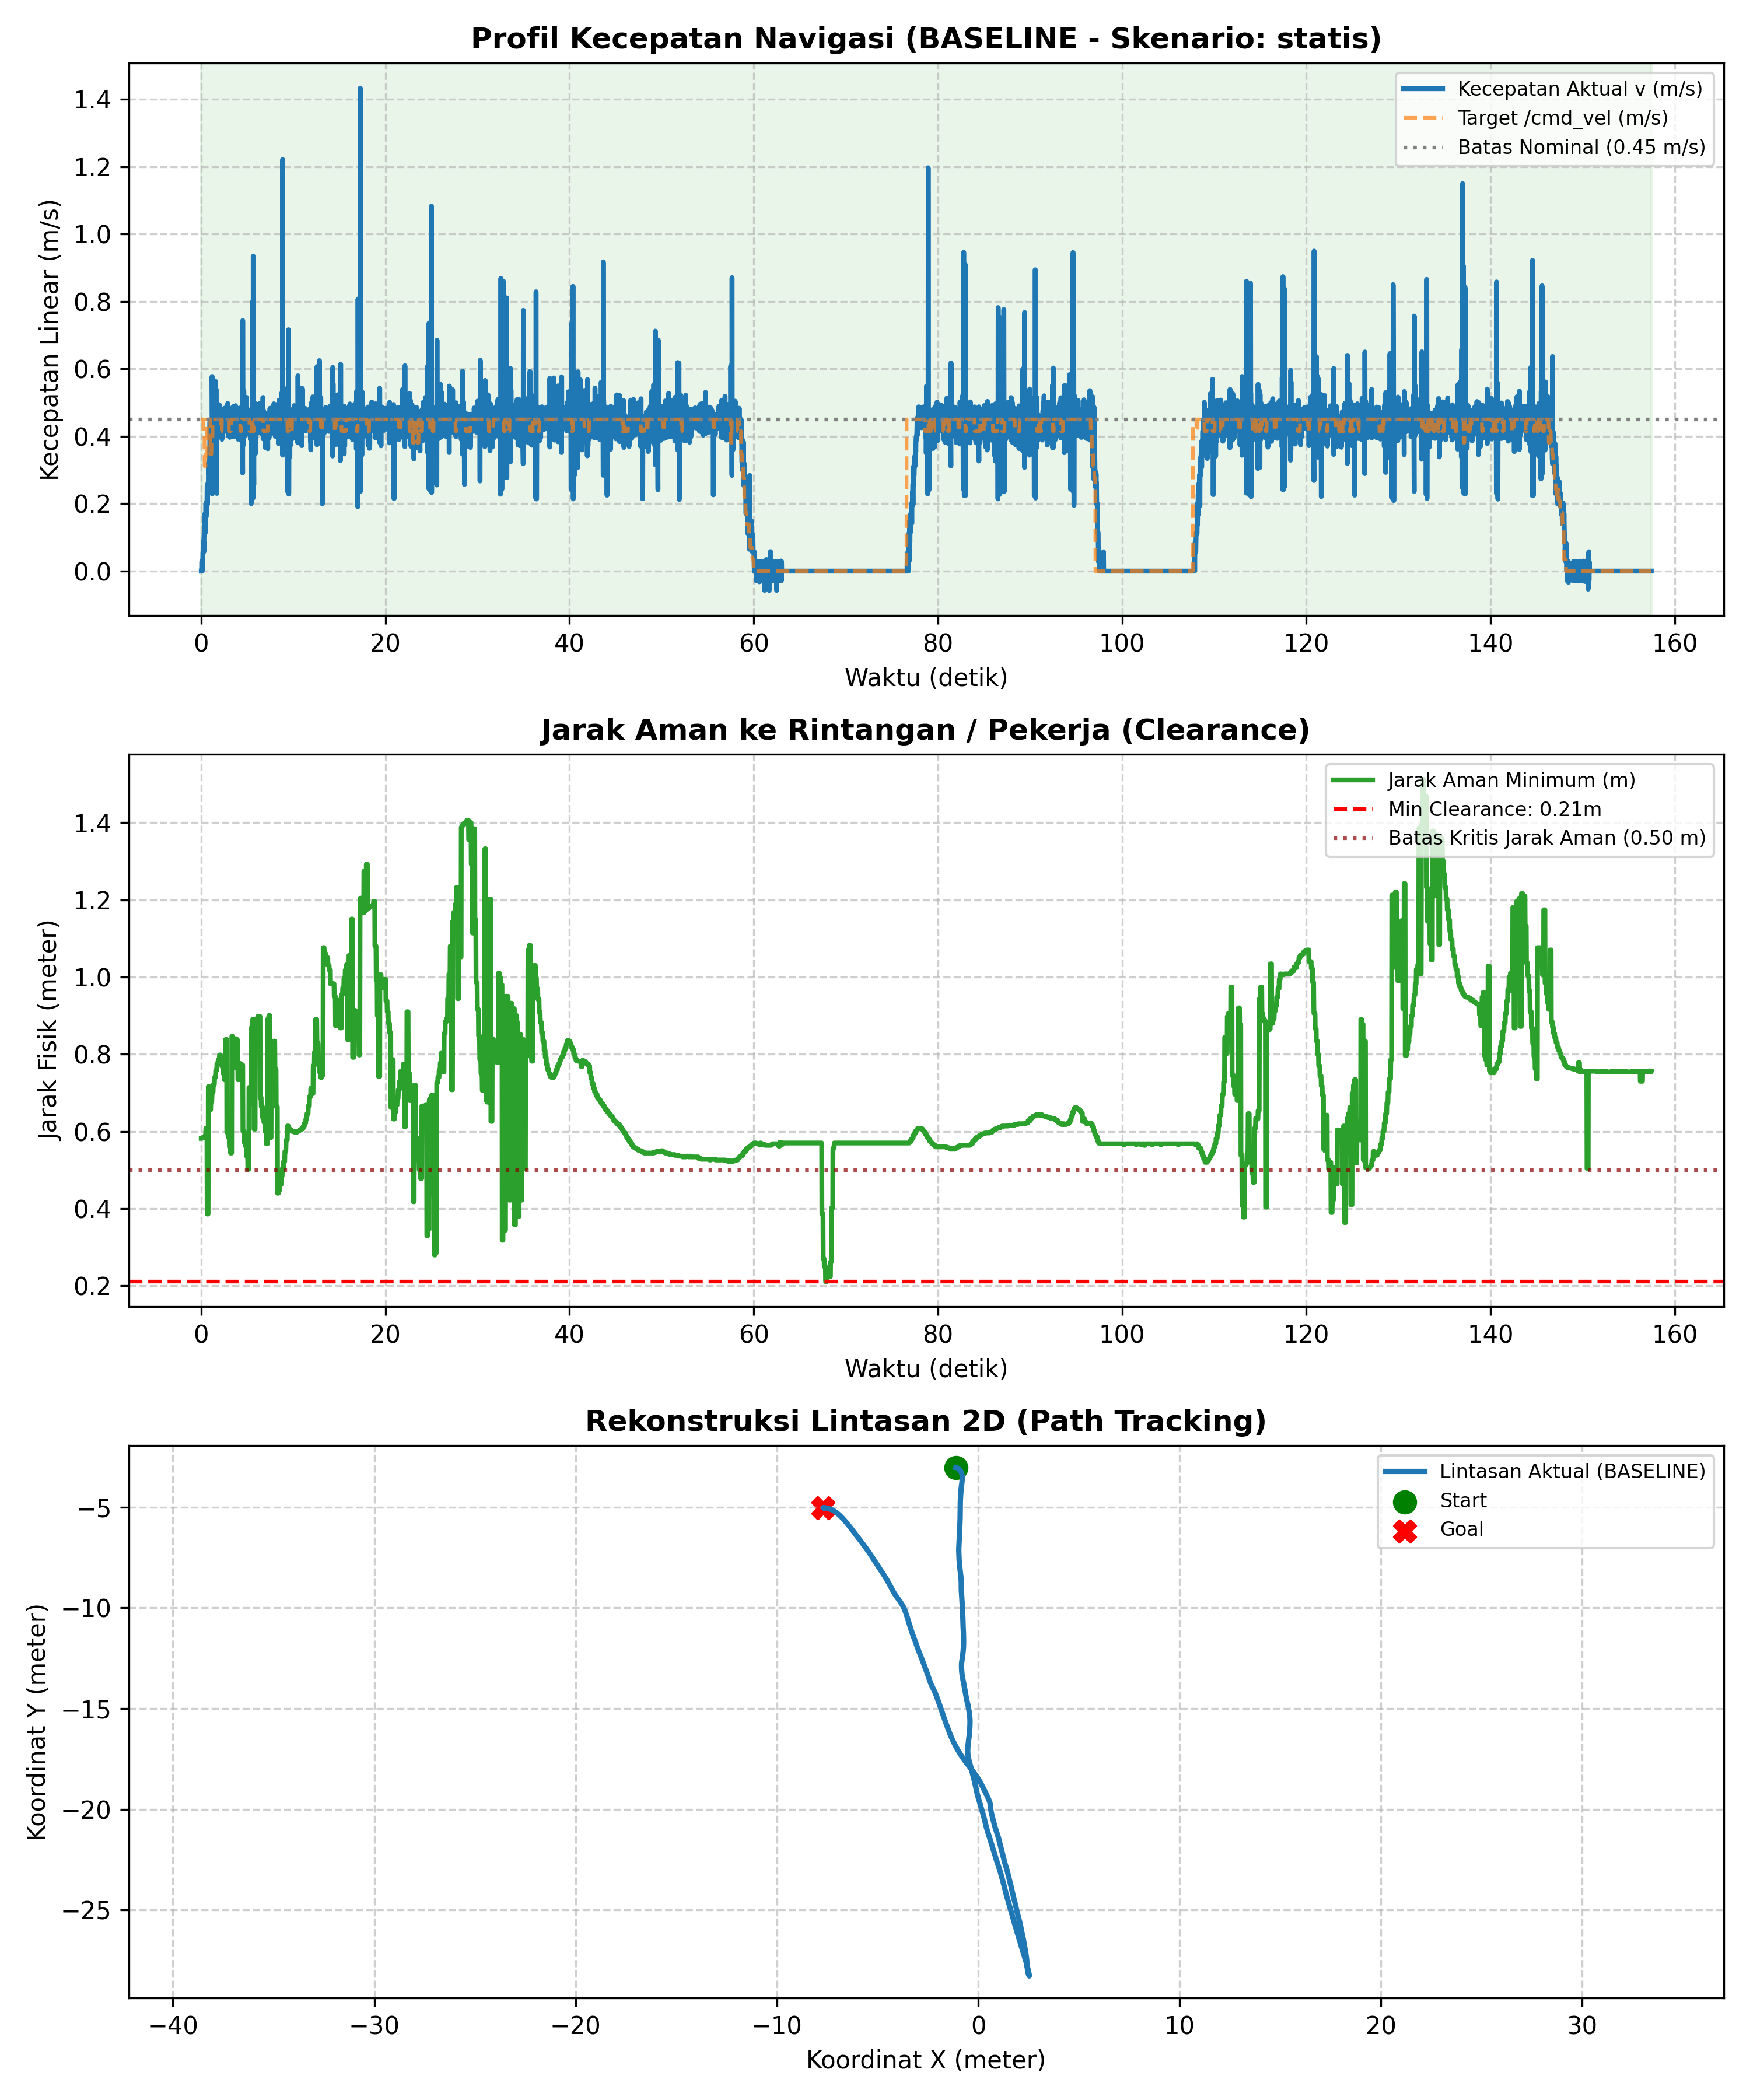 Profil Kecepatan Navigasi (BASELINE - Skenario: statis)
Kecepatan Aktual v (m/s)
Target /cmd_vel (m/s)
Batas Nominal (0.45 m/s)
Kecepatan Linear (m/s)
1.4
1.2
1.0
0.8
0.6
0.4
0.2
0.0
0 20 40 60 80 100 120 140 160
Waktu (detik)
Jarak Aman ke Rintangan / Pekerja (Clearance)
Jarak Aman Minimum (m)
Min Clearance: 0.21m
Batas Kritis Jarak Aman (0.50 m)
Jarak Fisik (meter)
1.4
1.2
1.0
0.8
0.6
0.4
0.2
0 20 40 60 80 100 120 140 160
Waktu (detik)
Rekonstruksi Lintasan 2D (Path Tracking)
Lintasan Aktual (BASELINE)
Start
Goal
Koordinat Y (meter)
−5
−10
−15
−20
−25
−40 −30 −20 −10 0 10 20 30
Koordinat X (meter)